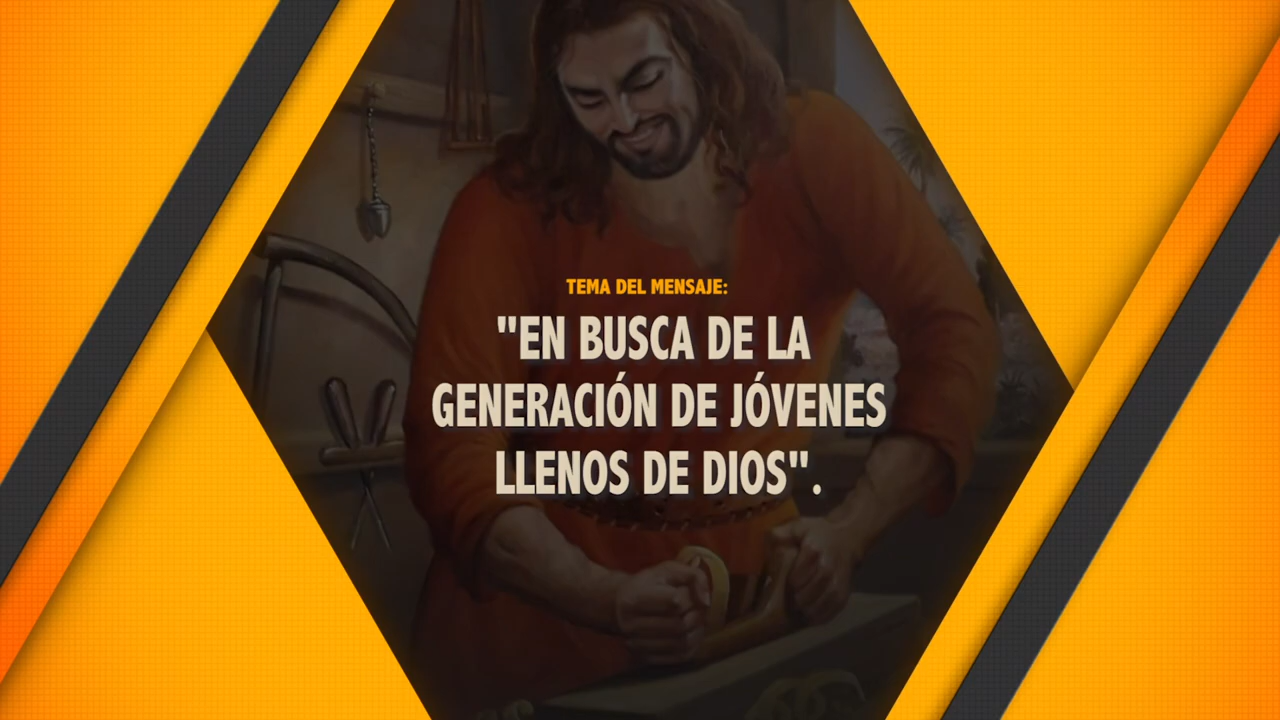 TEMA DEL MENSAJE:
"EN BUSCA DE LA
GENERACIÓN DE JÓVENES
LLENOS DE DIOS".